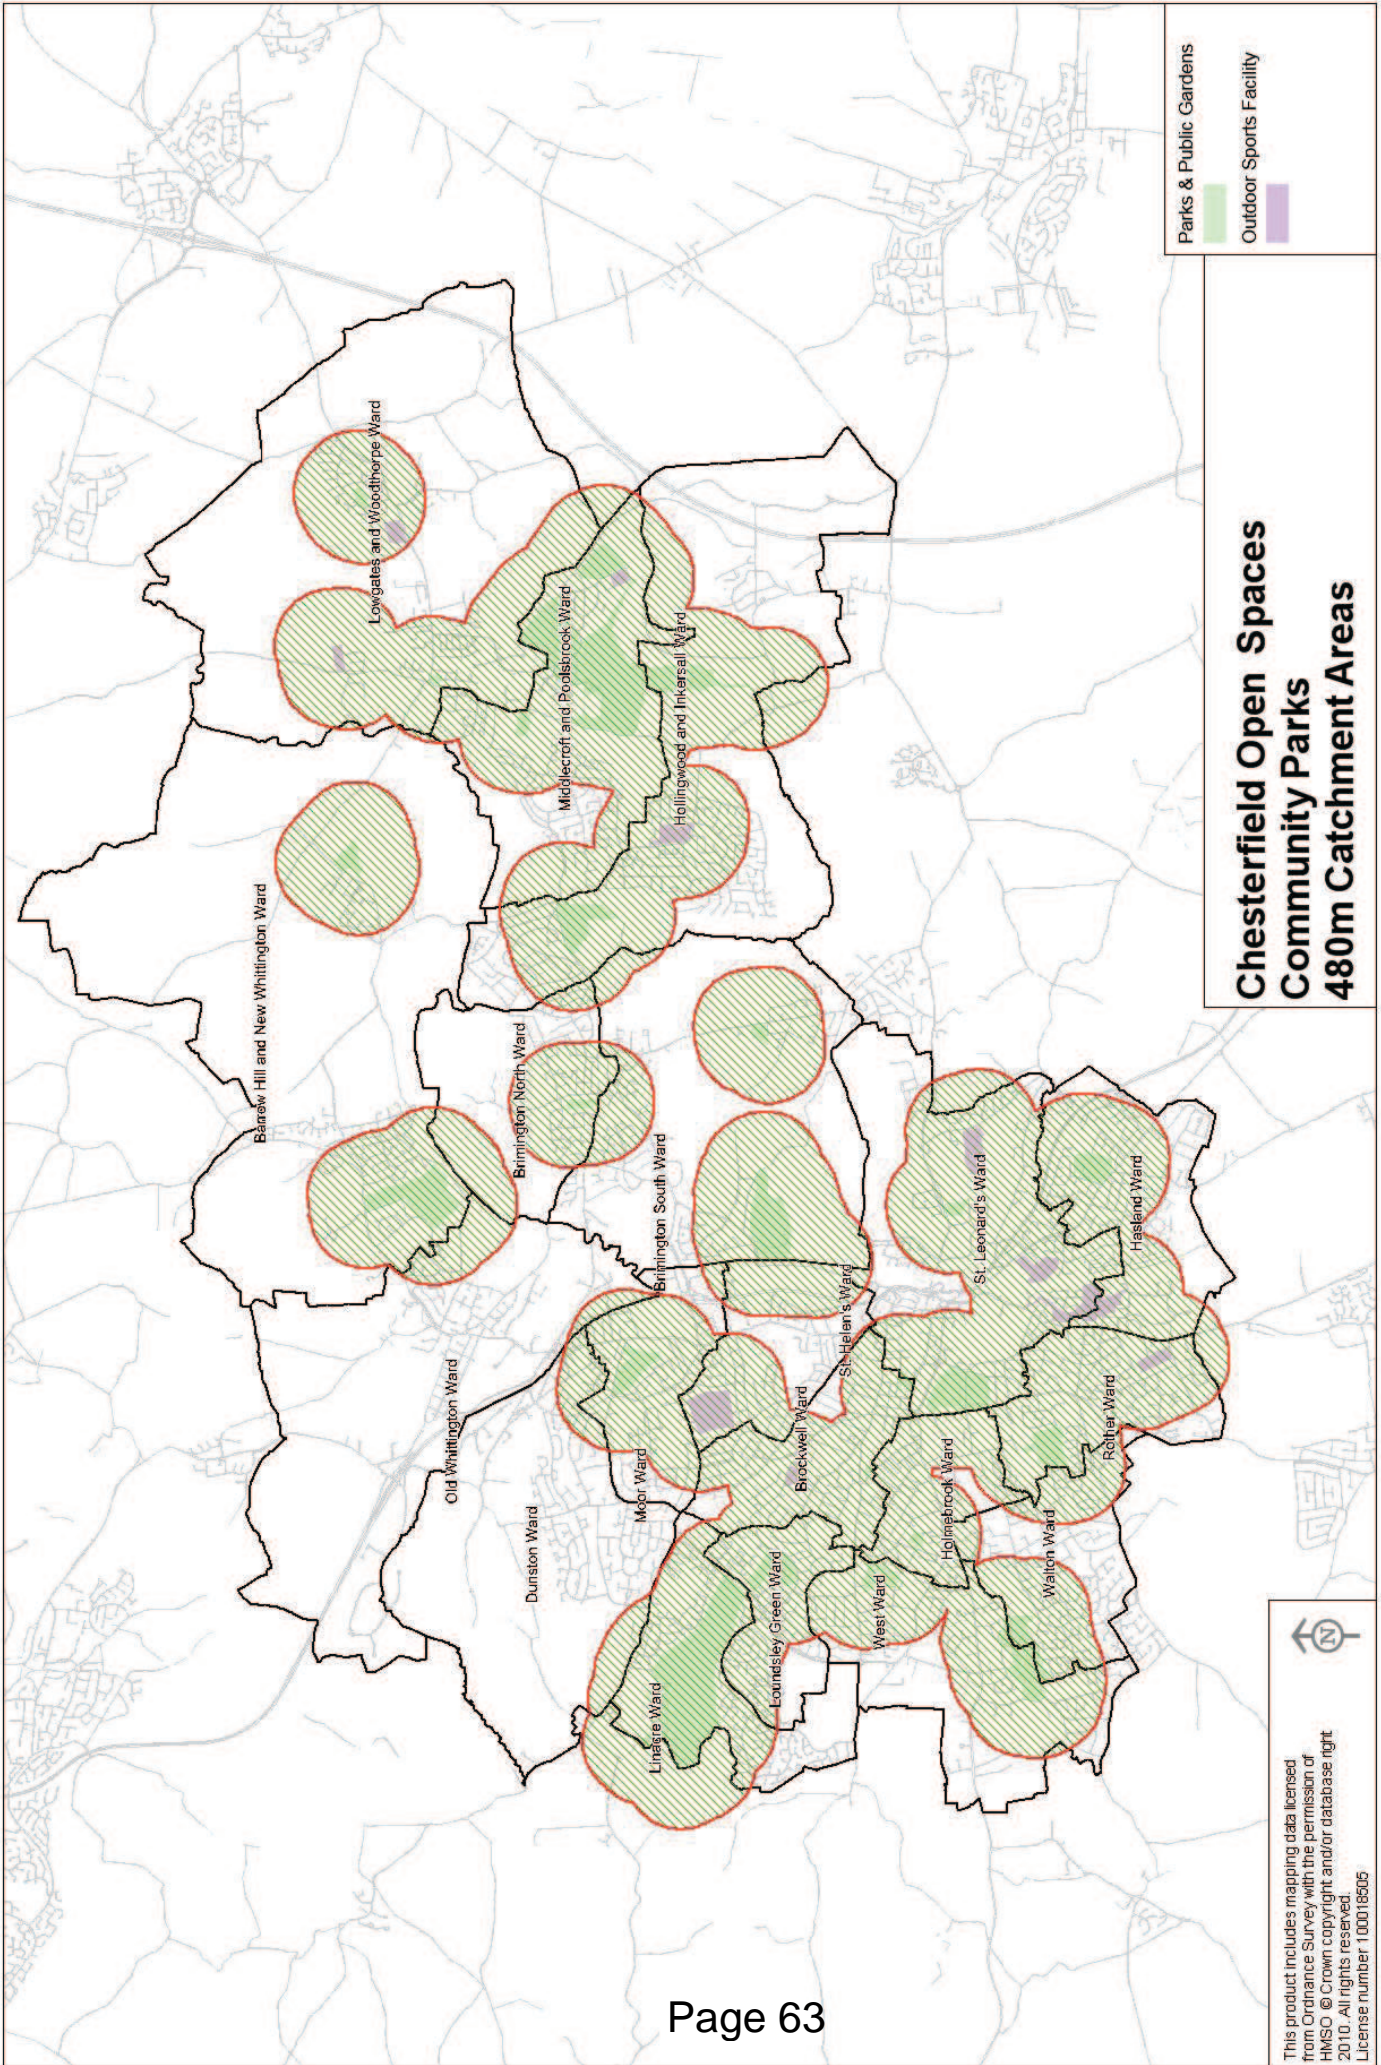 Parks & Public Gardens
Outdoor Sports Facility
Lowgates and Woodthorpe Ward
Barrow Hill and New Whittington Ward
Middlecroft and Poolsbrook Ward
Hollingwood and Inkersall Ward
Brimington North Ward
Brimington South Ward
Old Whittington Ward
Dunston Ward
Moor Ward
St. Helen's Ward
Brockwell Ward
Linacre Ward
Loundsley Green Ward
West Ward
Holmebrook Ward
St. Leonard's Ward
Hasland Ward
Rother Ward
Walton Ward
Chesterfield Open Spaces
Community Parks
480m Catchment Areas
N
This product includes mapping data licensed
from Ordnance Survey with the permission of
HMSO © Crown copyright and/or database right
2010. All rights reserved.
License number 100018505
Page 63